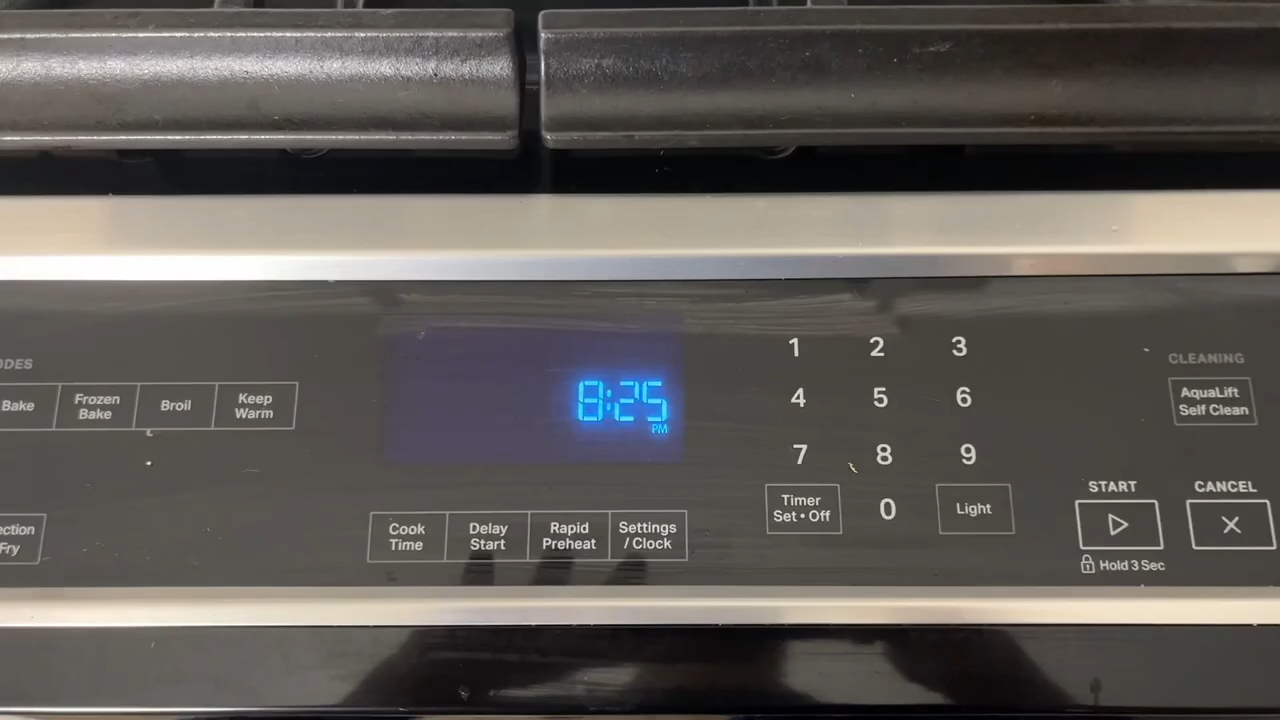 ODES
Bake
Frozen
Bake
Broil
Keep
Warm
ection
Fry
8:25
PM
Cook
Time
Delay
Start
Rapid
Preheat
Settings
/ Clock
1 2 3
4 5 6
7 8 9
Timer
Set • Off
0
Light
CLEANING
AquaLift
Self Clean
START
CANCEL
Hold 3 Sec